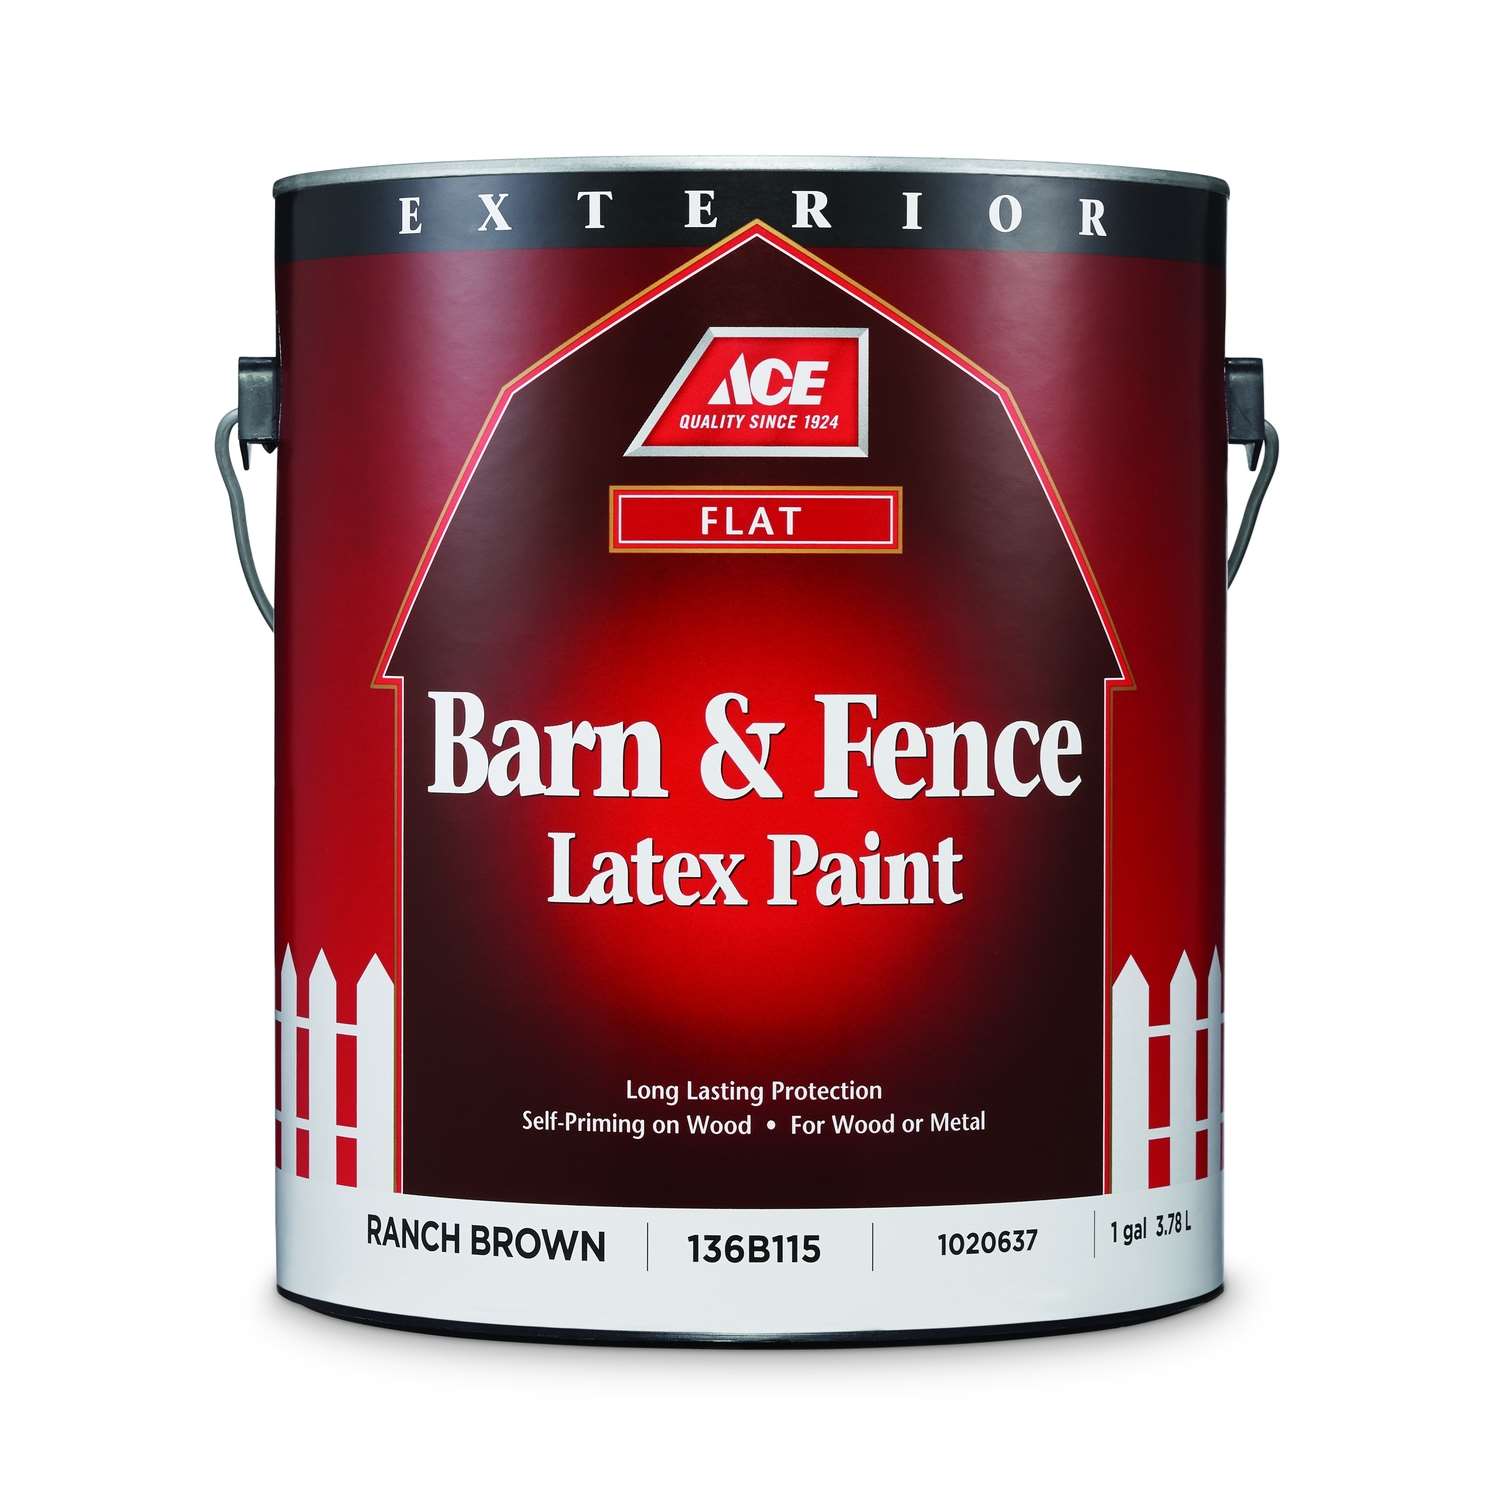 EXTERIOR
ACE
QUALITY SINCE 1924
FLAT
Barn & Fence
Latex Paint
Long Lasting Protection
Self-Priming on Wood • For Wood or Metal
RANCH BROWN 136B115 1020637 1 gal 3.78 L